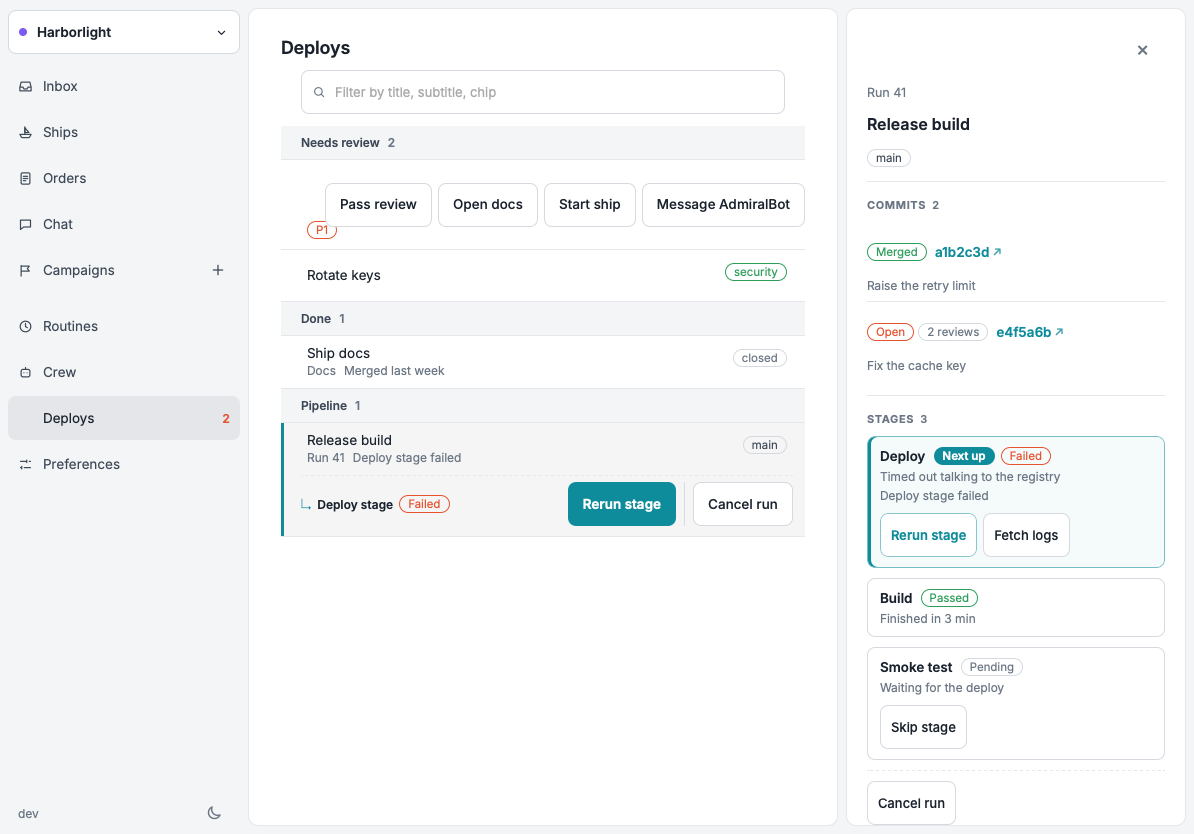 Harborlight
Inbox
Ships
Orders
Chat
Campaigns
Routines
Crew
Deploys 2
Preferences
dev
Deploys
Filter by title, subtitle, chip
Needs review 2
Pass review Open docs Start ship Message AdmiralBot
P1
Rotate keys security
Done 1
Ship docs closed
Docs Merged last week
Pipeline 1
Release build main
Run 41 Deploy stage failed
Deploy stage Failed Rerun stage Cancel run
Run 41
Release build
main
COMMITS 2
Merged a1b2c3d
Raise the retry limit
Open 2 reviews e4f5a6b
Fix the cache key
STAGES 3
Deploy Next up Failed
Timed out talking to the registry
Deploy stage failed
Rerun stage Fetch logs
Build Passed
Finished in 3 min
Smoke test Pending
Waiting for the deploy
Skip stage
Cancel run